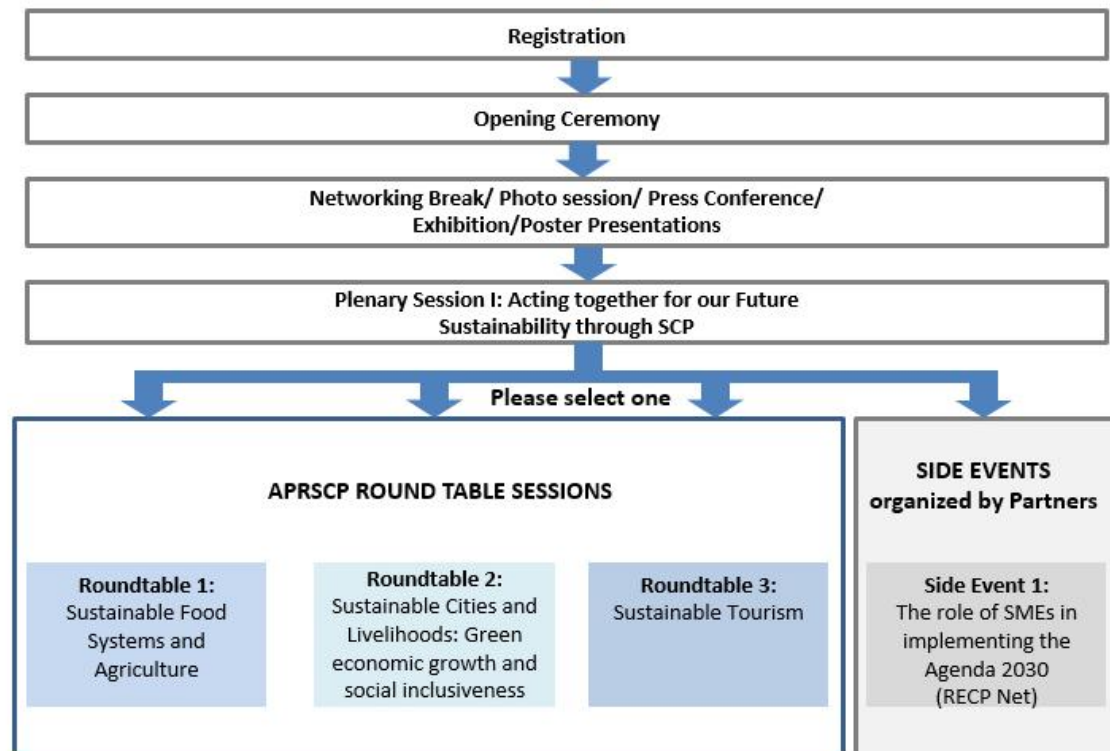 Registration
Opening Ceremony
Networking Break/ Photo session/ Press Conference/
Exhibition/Poster Presentations
Plenary Session I: Acting together for our Future
Sustainability through SCP
Please select one
APRSCP ROUND TABLE SESSIONS
Roundtable 1:
Sustainable Food
Systems and
Agriculture
Roundtable 2:
Sustainable Cities and
Livelihoods: Green
economic growth and
social inclusiveness
Roundtable 3:
Sustainable Tourism
SIDE EVENTS
organized by Partners
Side Event 1:
The role of SMEs in
implementing the
Agenda 2030
(RECP Net)